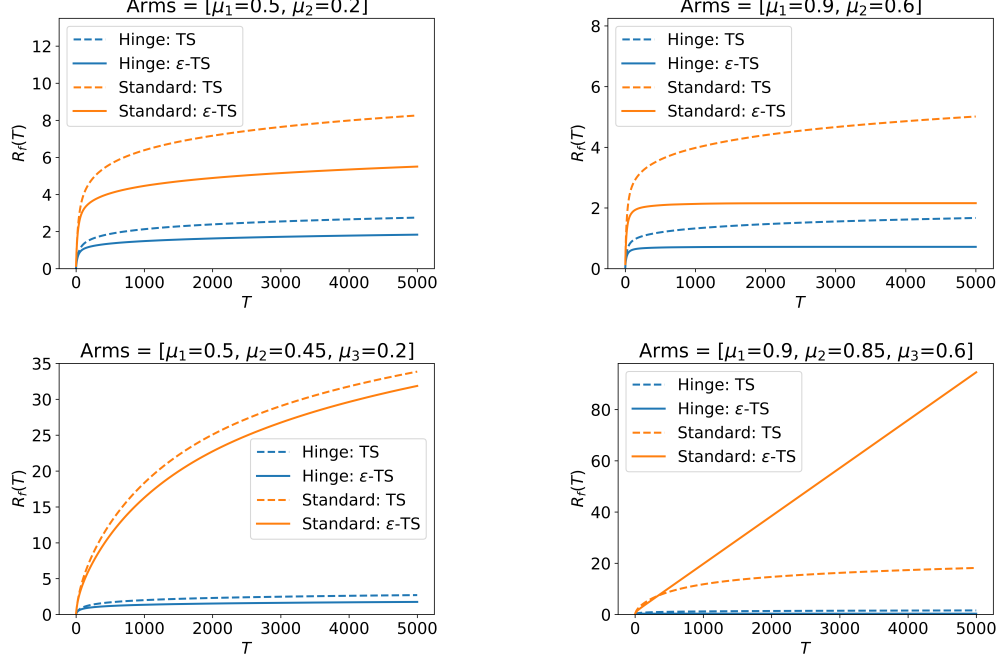 Arms = [μ1=0.5, μ2=0.2]
Hinge: TS
Hinge: ε-TS
Standard: TS
Standard: ε-TS
Rf(T)
12
10
8
6
4
2
0
0 1000 2000 3000 4000 5000
T
Arms = [μ1=0.9, μ2=0.6]
Hinge: TS
Hinge: ε-TS
Standard: TS
Standard: ε-TS
Rf(T)
8
6
4
2
0
0 1000 2000 3000 4000 5000
T
Arms = [μ1=0.5, μ2=0.45, μ3=0.2]
Hinge: TS
Hinge: ε-TS
Standard: TS
Standard: ε-TS
Rf(T)
35
30
25
20
15
10
5
0
0 1000 2000 3000 4000 5000
T
Arms = [μ1=0.9, μ2=0.85, μ3=0.6]
Hinge: TS
Hinge: ε-TS
Standard: TS
Standard: ε-TS
Rf(T)
80
60
40
20
0
0 1000 2000 3000 4000 5000
T